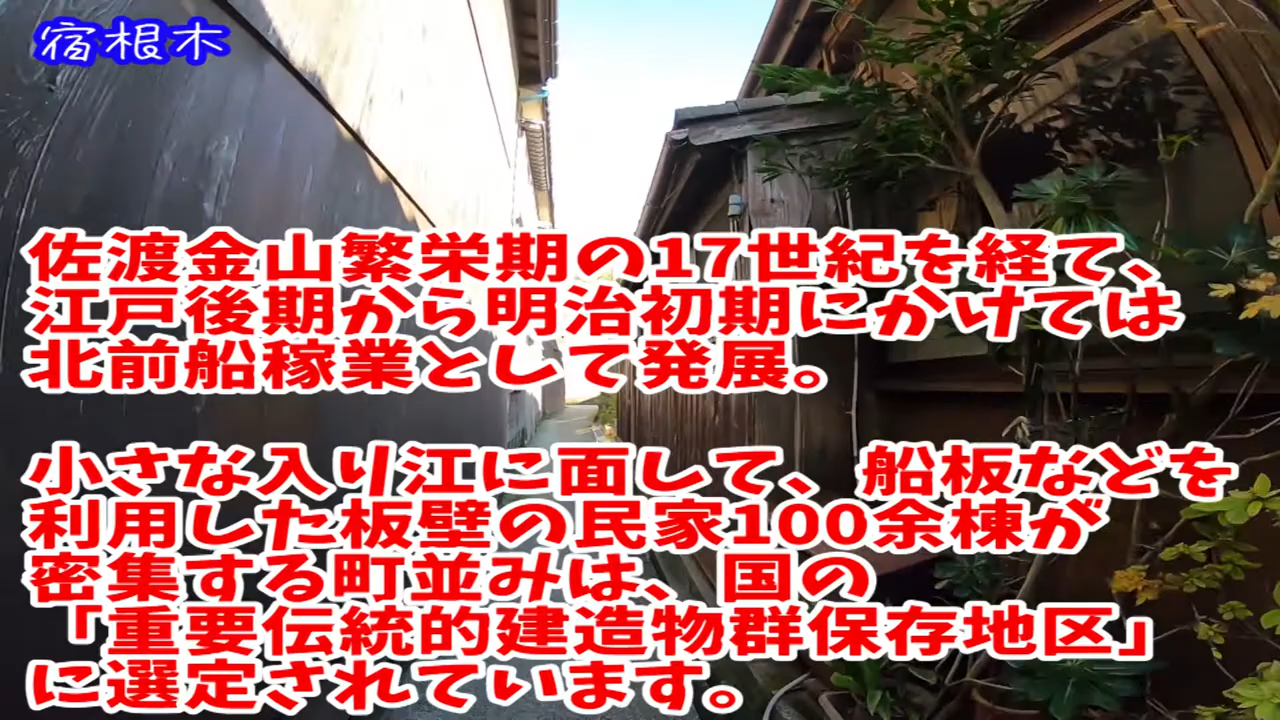 宿根木
佐渡金山繁栄期の17世紀を経て、
江戸後期から明治初期にかけては
北前船稼業として発展。
小さな入り江に面して、船板などを
利用した板壁の民家100余棟が
密集する町並みは、国の
「重要伝統的建造物群保存地区」
に選定されています。